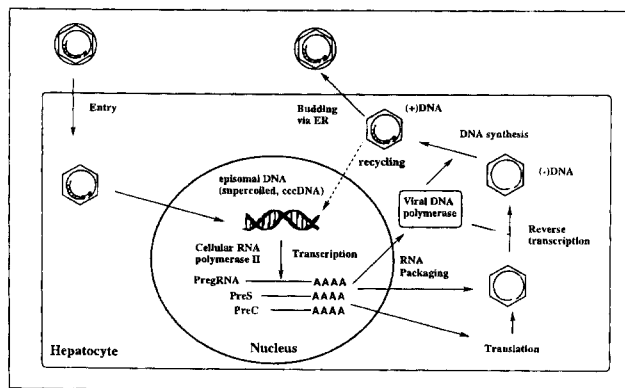 Entry
Budding
via ER
(+)DNA
DNA synthesis
recycling
(-)DNA
episomal DNA
(supercoiled, cccDNA)
Viral DNA
polymerase
Reverse
transcription
Cellular RNA
polymerase II
Transcription
RNA
Packaging
PregRNA AAAA
PreS AAAA
PreC AAAA
Hepatocyte
Nucleus
Translation